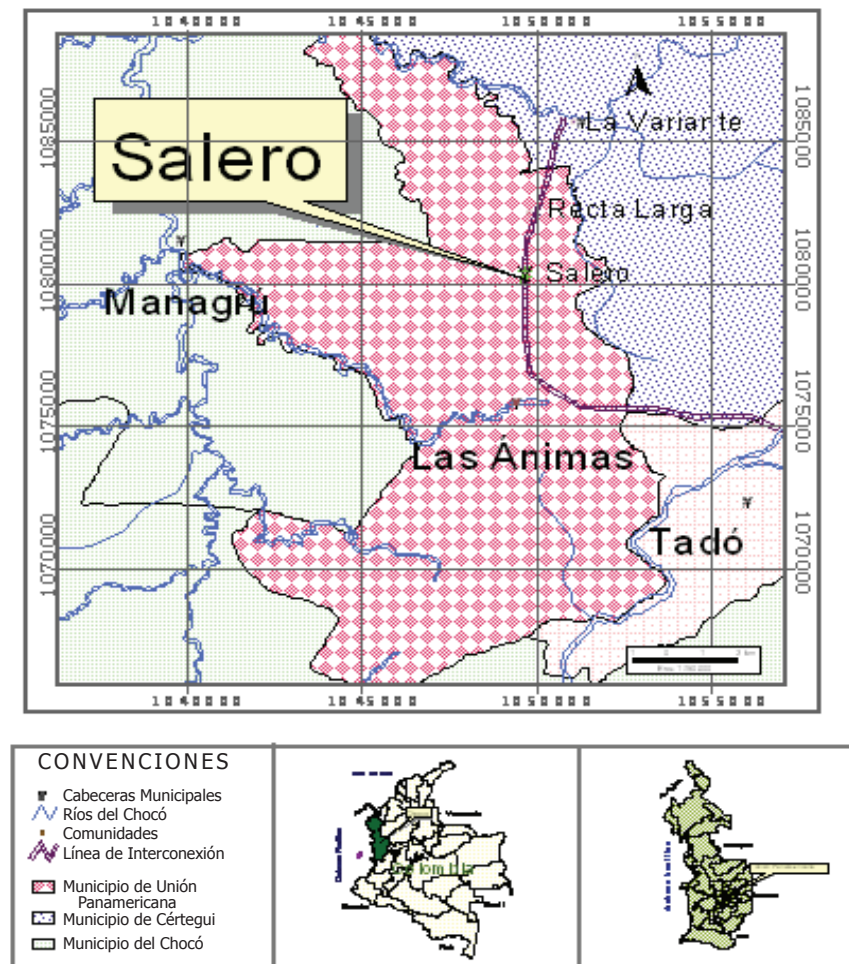 1040000 1045000 1050000 1055000
La Variante
1085000 1085000
Salero
Recta Larga
Salero
1080000 1080000
Managrú
1075000 1075000
Las Ánimas
Tadó
1070000 1070000
1040000 1045000 1050000 1055000
CONVENCIONES
Cabeceras Municipales
Ríos del Chocó
Comunidades
Línea de Interconexión
Municipio de Unión
Panamericana
Municipio de Cértegui
Municipio del Chocó
Colombia